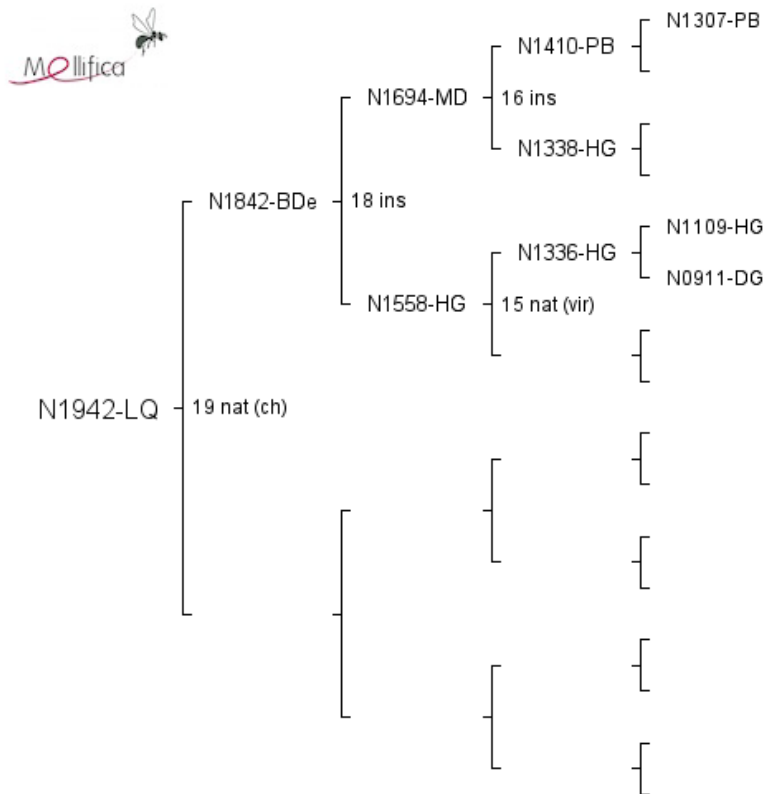 Mellifica
N1307-PB
N1410-PB
N1694-MD
16 ins
N1338-HG
N1842-BDe
18 ins
N1109-HG
N1336-HG
N0911-DG
N1558-HG
15 nat (vir)
N1942-LQ
19 nat (ch)